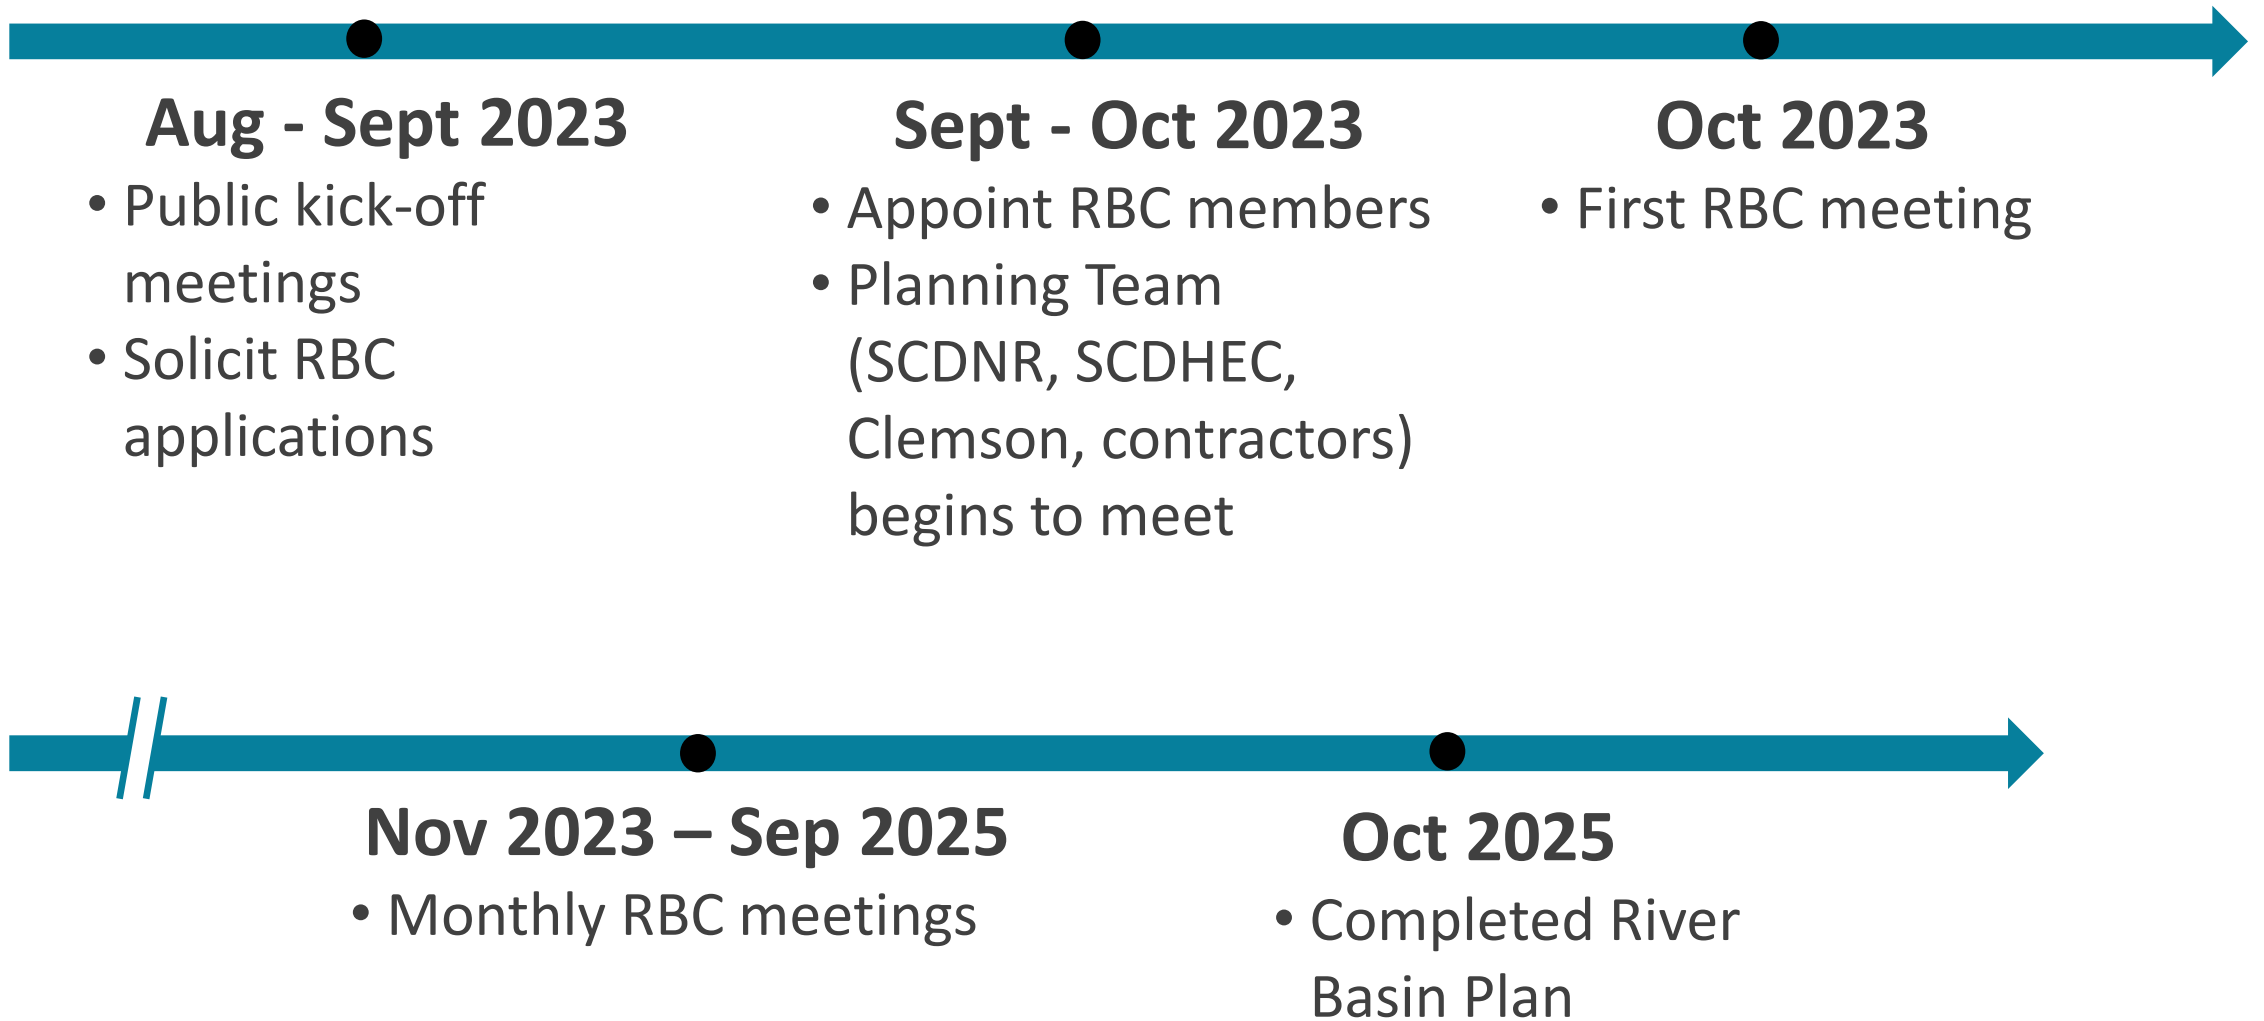 Aug - Sept 2023
• Public kick-off
meetings
• Solicit RBC
applications
Sept - Oct 2023
• Appoint RBC members
• Planning Team
(SCDNR, SCDHEC,
Clemson, contractors)
begins to meet
Oct 2023
• First RBC meeting
Nov 2023 – Sep 2025
• Monthly RBC meetings
Oct 2025
• Completed River
Basin Plan